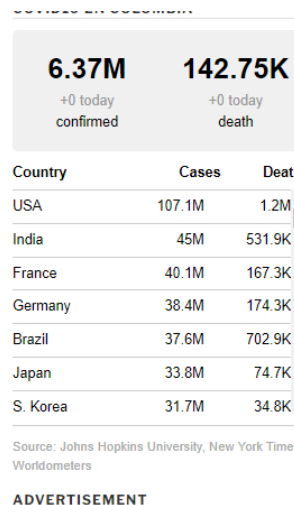 6.37M 142.75K
+0 today +0 today
confirmed death
Country Cases Deat
USA 107.1M 1.2M
India 45M 531.9K
France 40.1M 167.3K
Germany 38.4M 174.3K
Brazil 37.6M 702.9K
Japan 33.8M 74.7K
S. Korea 31.7M 34.8K
Source: Johns Hopkins University, New York Time
Worldometers
ADVERTISEMENT